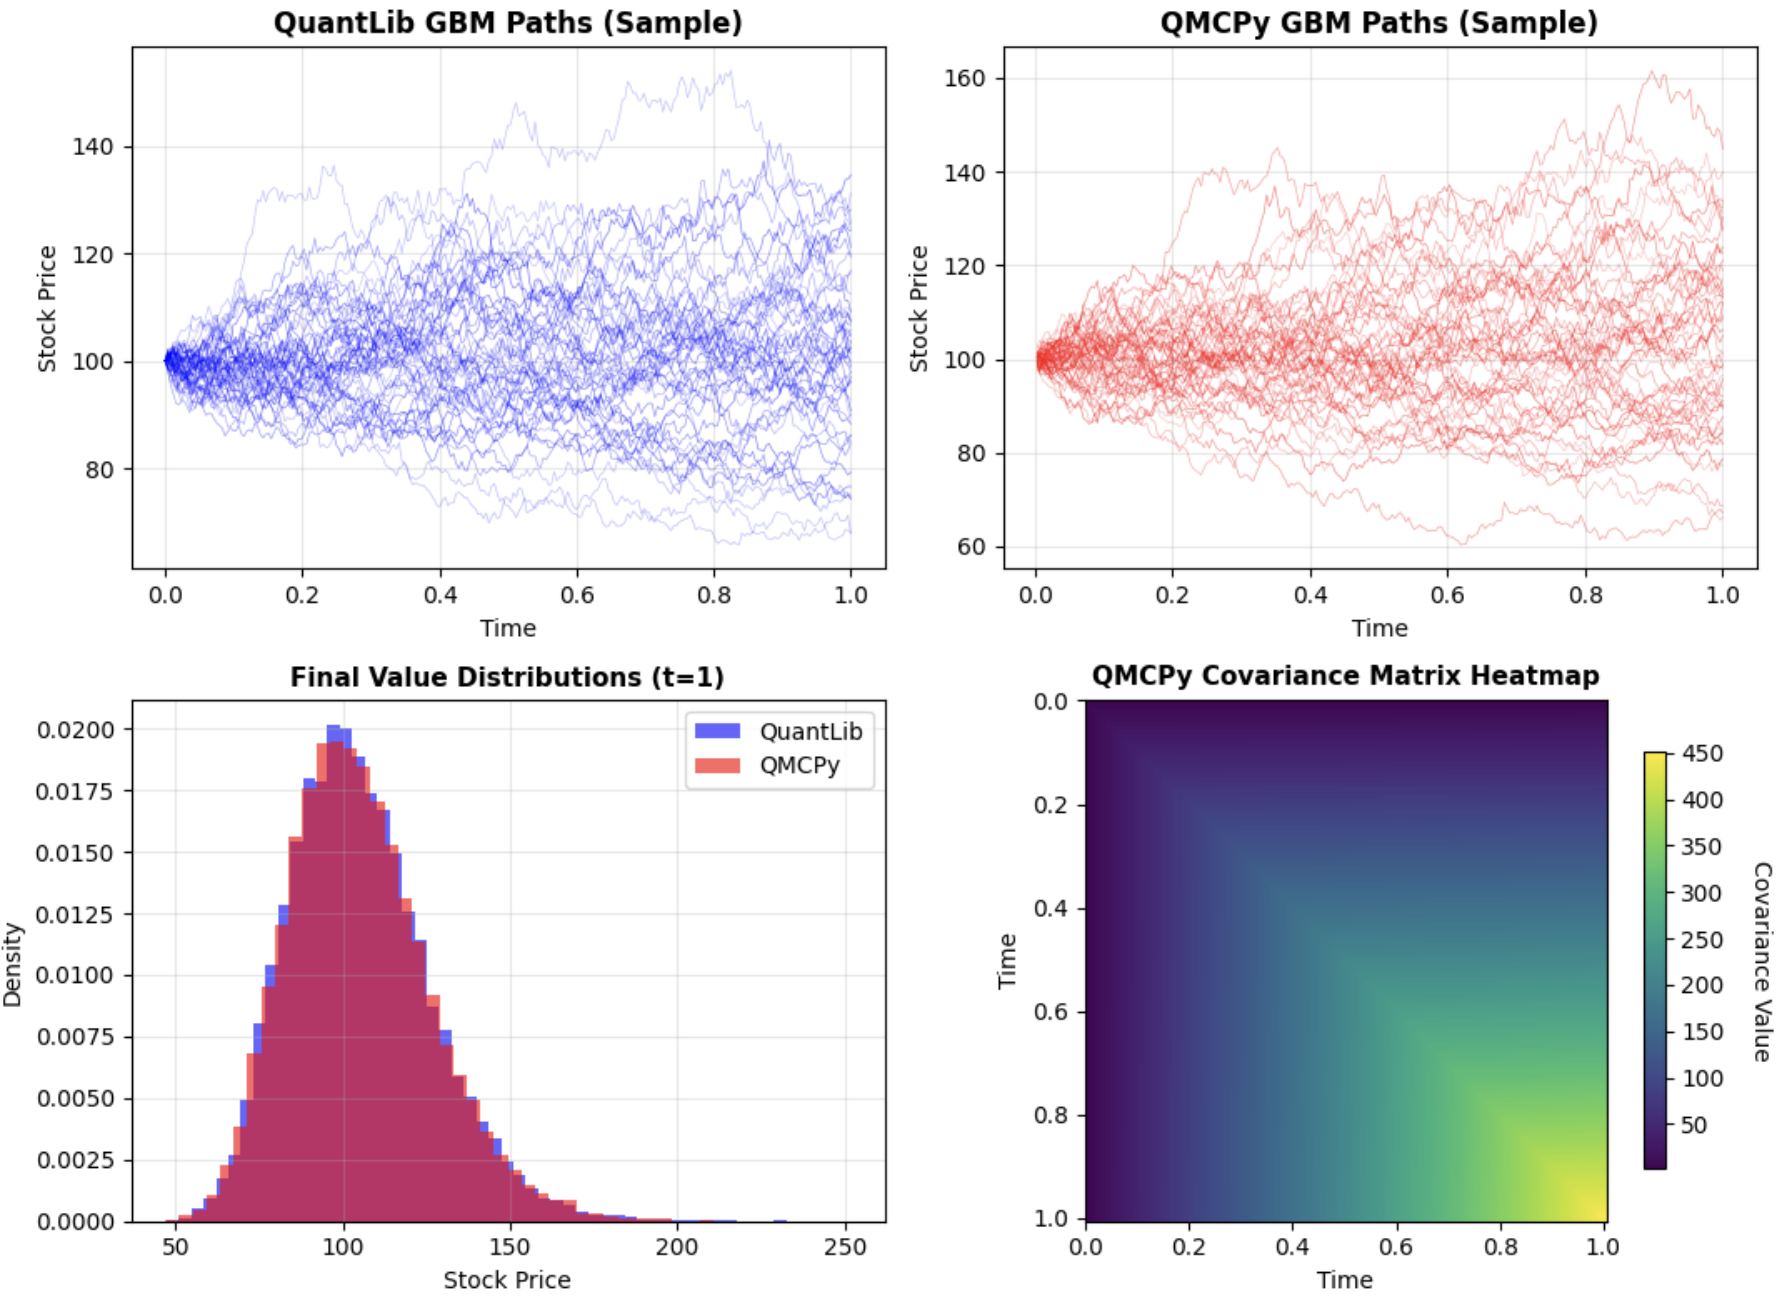 QuantLib GBM Paths (Sample)
Stock Price
140
120
100
80
0.0 0.2 0.4 0.6 0.8 1.0
Time
QMCPy GBM Paths (Sample)
Stock Price
160
140
120
100
80
60
0.0 0.2 0.4 0.6 0.8 1.0
Time
Final Value Distributions (t=1)
QuantLib
QMCPy
Density
0.0200
0.0175
0.0150
0.0125
0.0100
0.0075
0.0050
0.0025
0.0000
50 100 150 200 250
Stock Price
QMCPy Covariance Matrix Heatmap
Time
0.0
0.2
0.4
0.6
0.8
1.0
0.0 0.2 0.4 0.6 0.8 1.0
Time
450
400
350
300
250
200
150
100
50
Covariance Value